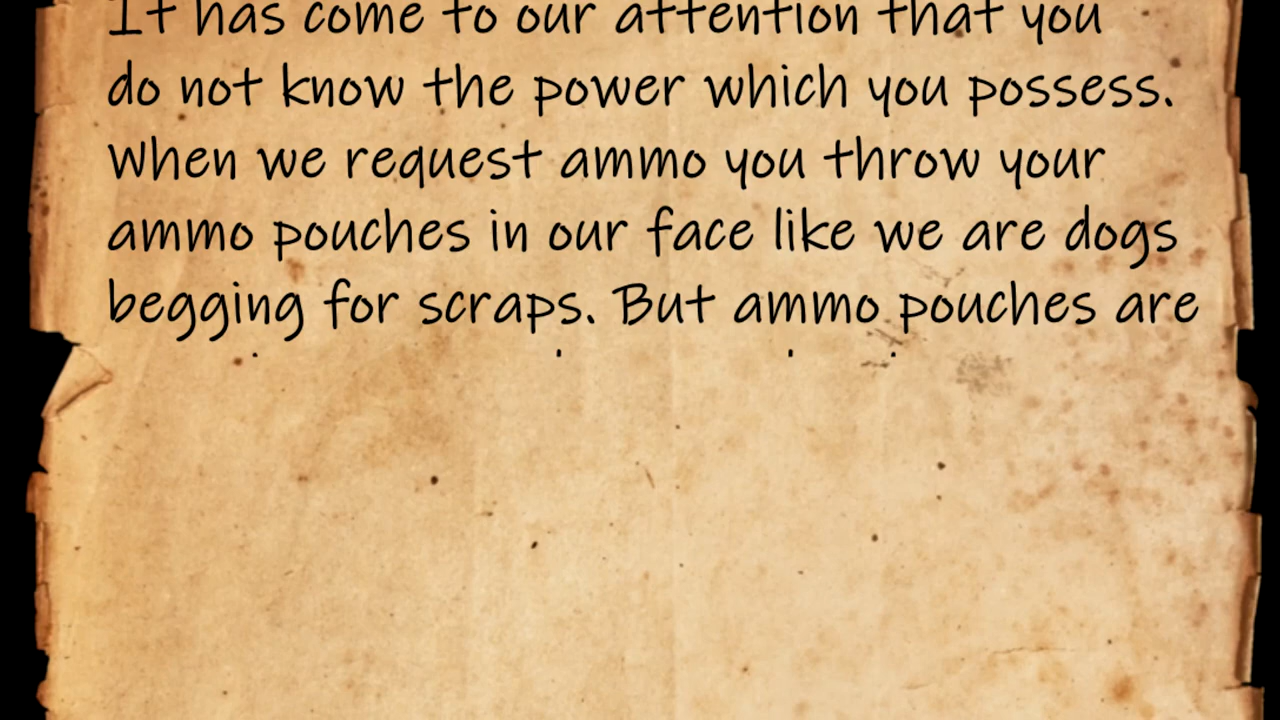 It has come to our attention that you
do not know the power which you possess.
When we request ammo you throw your
ammo pouches in our face like we are dogs
begging for scraps. But ammo pouches are